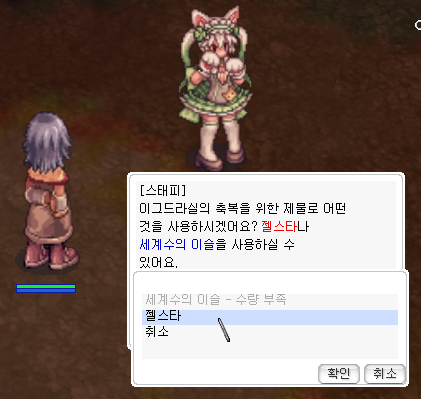 [스태피]
이그드라실의 축복을 위한 제물로 어떤
것을 사용하시겠어요? 젤스타나
세계수의 이슬을 사용하실 수
있어요.
세계수의 이슬 - 수량 부족
젤스타
취소
확인 취소